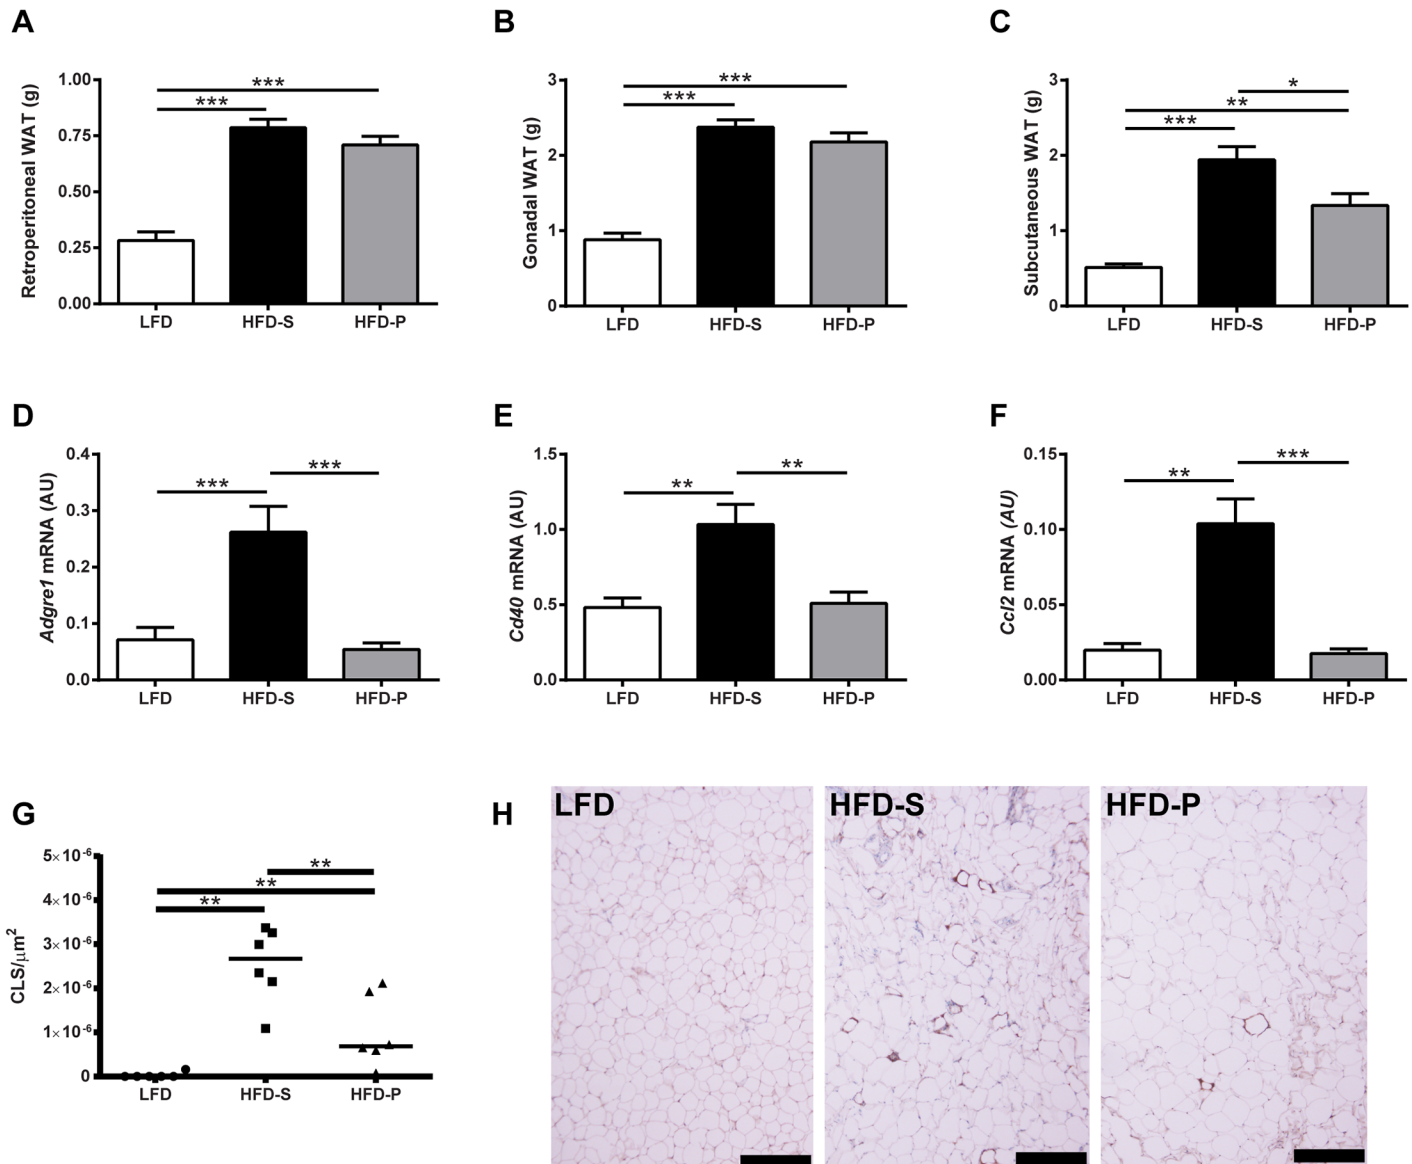 A
B
C
Retroperitoneal WAT (g)
1.00
0.75
0.50
0.25
0.00
***
***
LFD
HFD-S
HFD-P
Gonadal WAT (g)
3
2
1
0
***
***
LFD
HFD-S
HFD-P
Subcutaneous WAT (g)
3
2
1
0
*
**
***
LFD
HFD-S
HFD-P
D
E
F
Adgre1 mRNA (AU)
0.4
0.3
0.2
0.1
0.0
***
***
LFD
HFD-S
HFD-P
Cd40 mRNA (AU)
1.5
1.0
0.5
0.0
**
**
LFD
HFD-S
HFD-P
Ccl2 mRNA (AU)
0.15
0.10
0.05
0.00
***
**
LFD
HFD-S
HFD-P
G
H
CLS/µm²
5×10⁻⁶
4×10⁻⁶
3×10⁻⁶
2×10⁻⁶
1×10⁻⁶
0
**
**
**
LFD
HFD-S
HFD-P
LFD
HFD-S
HFD-P